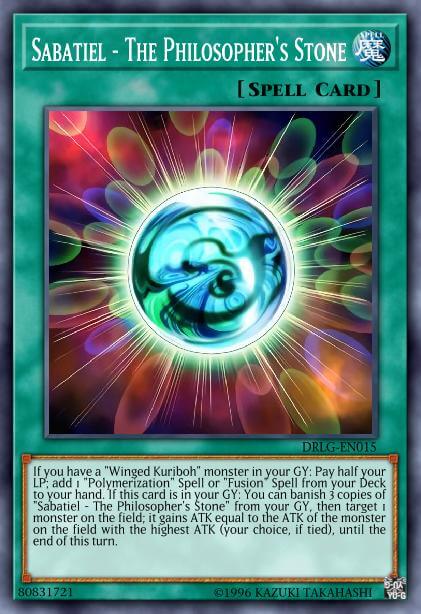 Sabatiel - The Philosopher's Stone
SPELL
魔
[ Spell Card ]
DRLG-EN015
If you have a "Winged Kuriboh" monster in your GY: Pay half your
LP; add 1 "Polymerization" Spell or "Fusion" Spell from your Deck
to your hand. If this card is in your GY: You can banish 3 copies of
"Sabatiel - The Philosopher's Stone" from your GY, then target 1
monster on the field; it gains ATK equal to the ATK of the monster
on the field with the highest ATK (your choice, if tied), until the
end of this turn.
80831721
©1996 KAZUKI TAKAHASHI